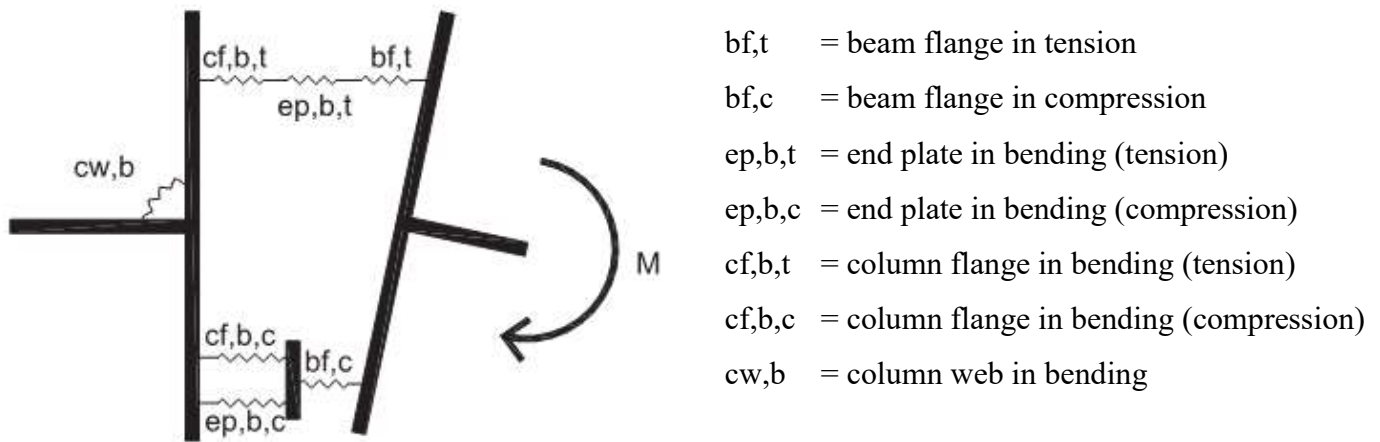 cf,b,t
bf,t
ep,b,t
cw,b
M
cf,b,c
bf,c
ep,b,c
bf,t = beam flange in tension
bf,c = beam flange in compression
ep,b,t = end plate in bending (tension)
ep,b,c = end plate in bending (compression)
cf,b,t = column flange in bending (tension)
cf,b,c = column flange in bending (compression)
cw,b = column web in bending